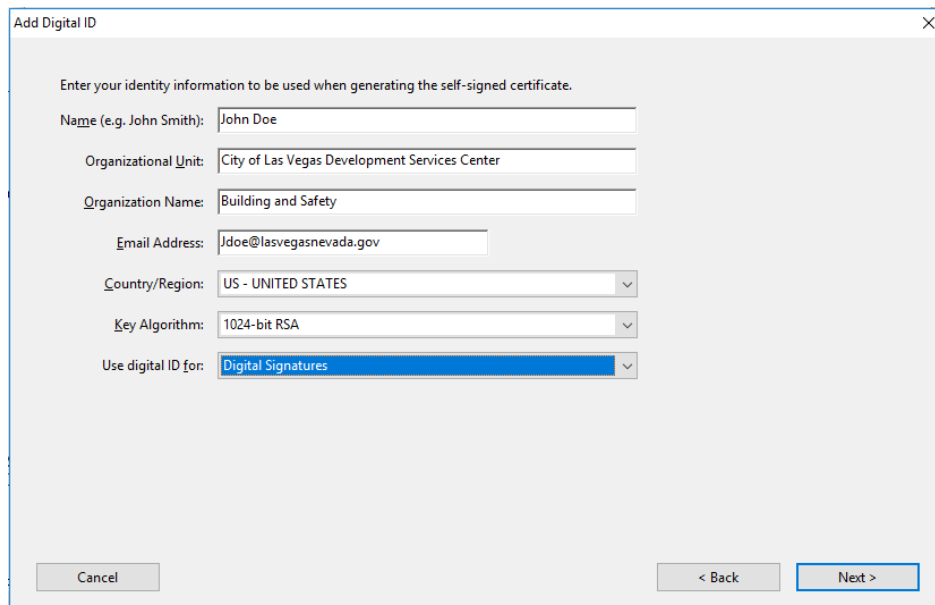 Add Digital ID
Enter your identity information to be used when generating the self-signed certificate.
Name (e.g. John Smith): John Doe
Organizational Unit: City of Las Vegas Development Services Center
Organization Name: Building and Safety
Email Address: Jdoe@lasvegasnevada.gov
Country/Region: US - UNITED STATES
Key Algorithm: 1024-bit RSA
Use digital ID for: Digital Signatures
Cancel < Back Next >